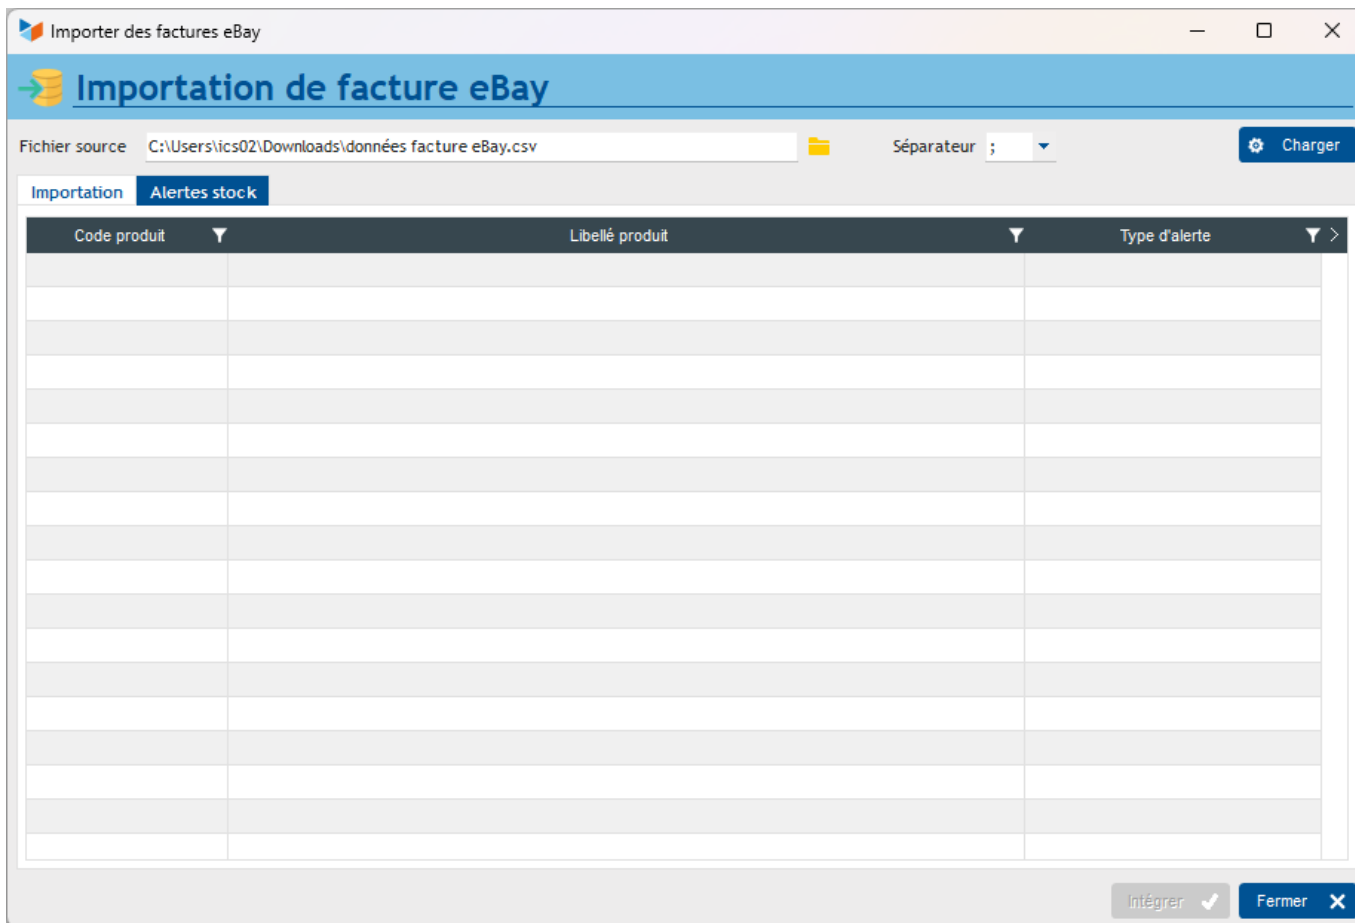 Importer des factures eBay
Importation de facture eBay
Fichier source C:\Users\ics02\Downloads\données facture eBay.csv Séparateur ; Charger
Importation Alertes stock
Code produit Libellé produit Type d'alerte
Intégrer Fermer